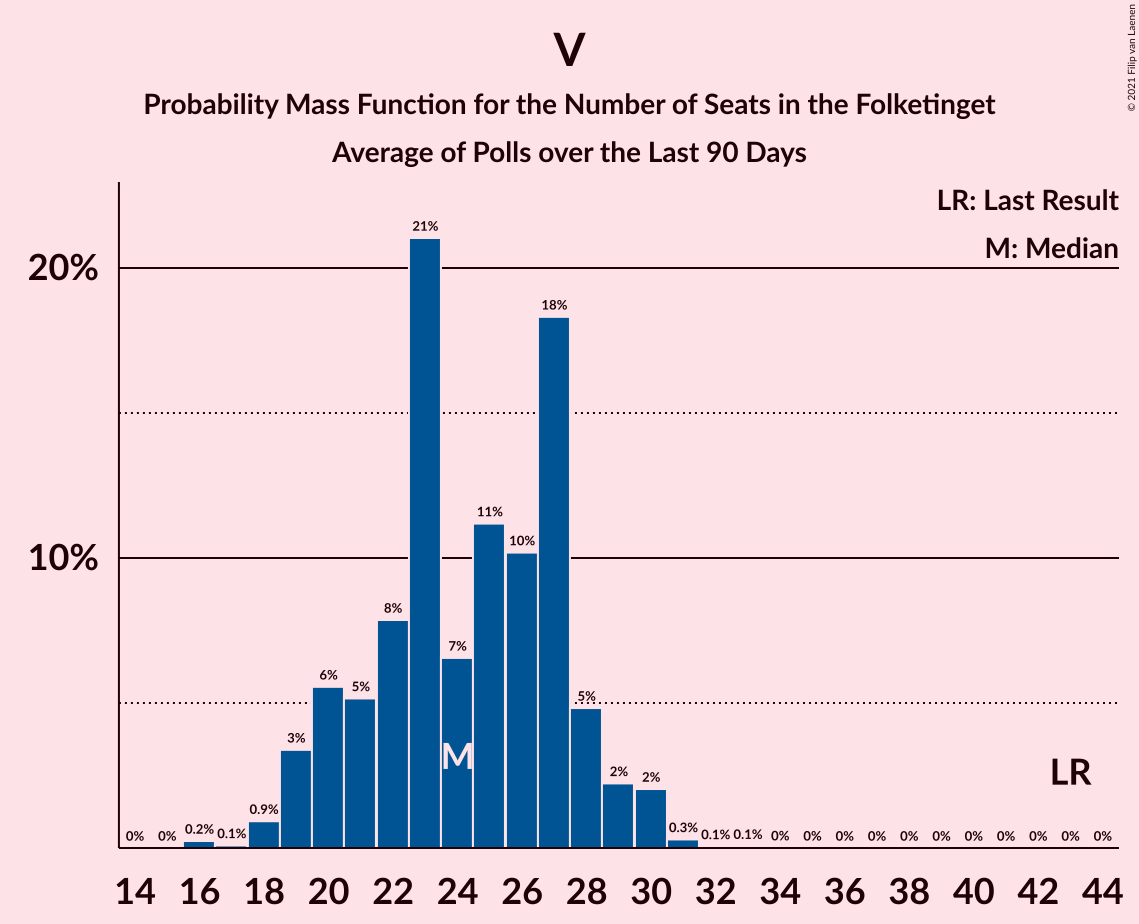 V
Probability Mass Function for the Number of Seats in the Folketinget
Average of Polls over the Last 90 Days
© 2021 Filip van Laenen
LR: Last Result
M: Median
20%
10%
0% 0% 0.2% 0.1% 0.9% 3% 6% 5% 8% 21% 7% 11% 10% 18% 5% 2% 2% 0.3% 0.1% 0.1% 0% 0% 0% 0% 0% 0% 0% 0% 0% 0% 0%
M
LR
14 16 18 20 22 24 26 28 30 32 34 36 38 40 42 44